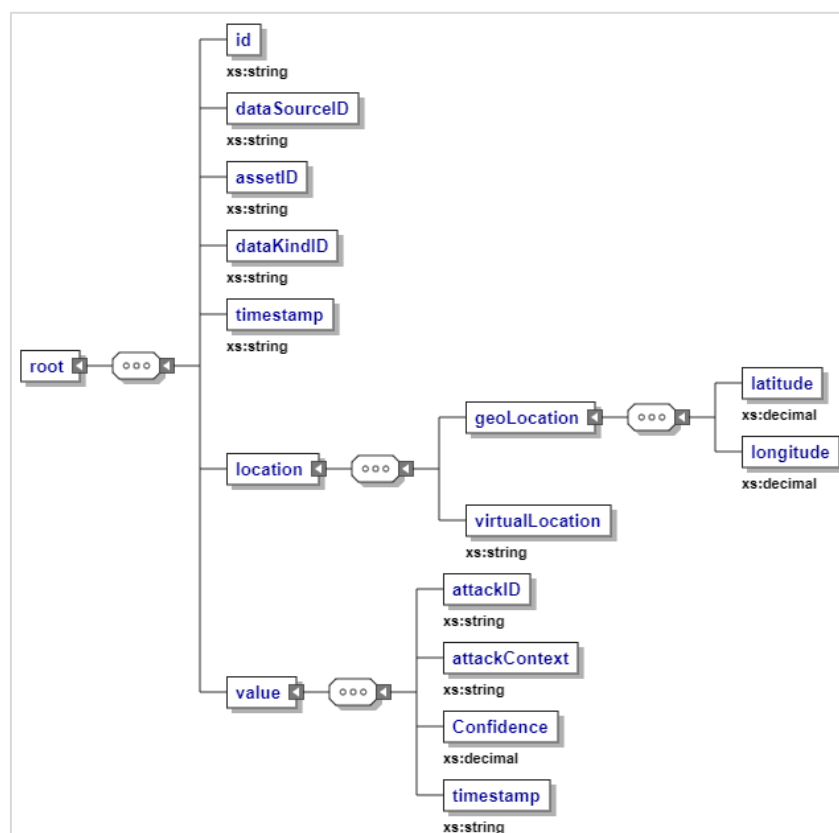 id
xs:string
dataSourceID
xs:string
assetID
xs:string
dataKindID
xs:string
timestamp
xs:string
root
location
geoLocation
latitude
xs:decimal
longitude
xs:decimal
virtualLocation
xs:string
value
attackID
xs:string
attackContext
xs:string
Confidence
xs:decimal
timestamp
xs:string